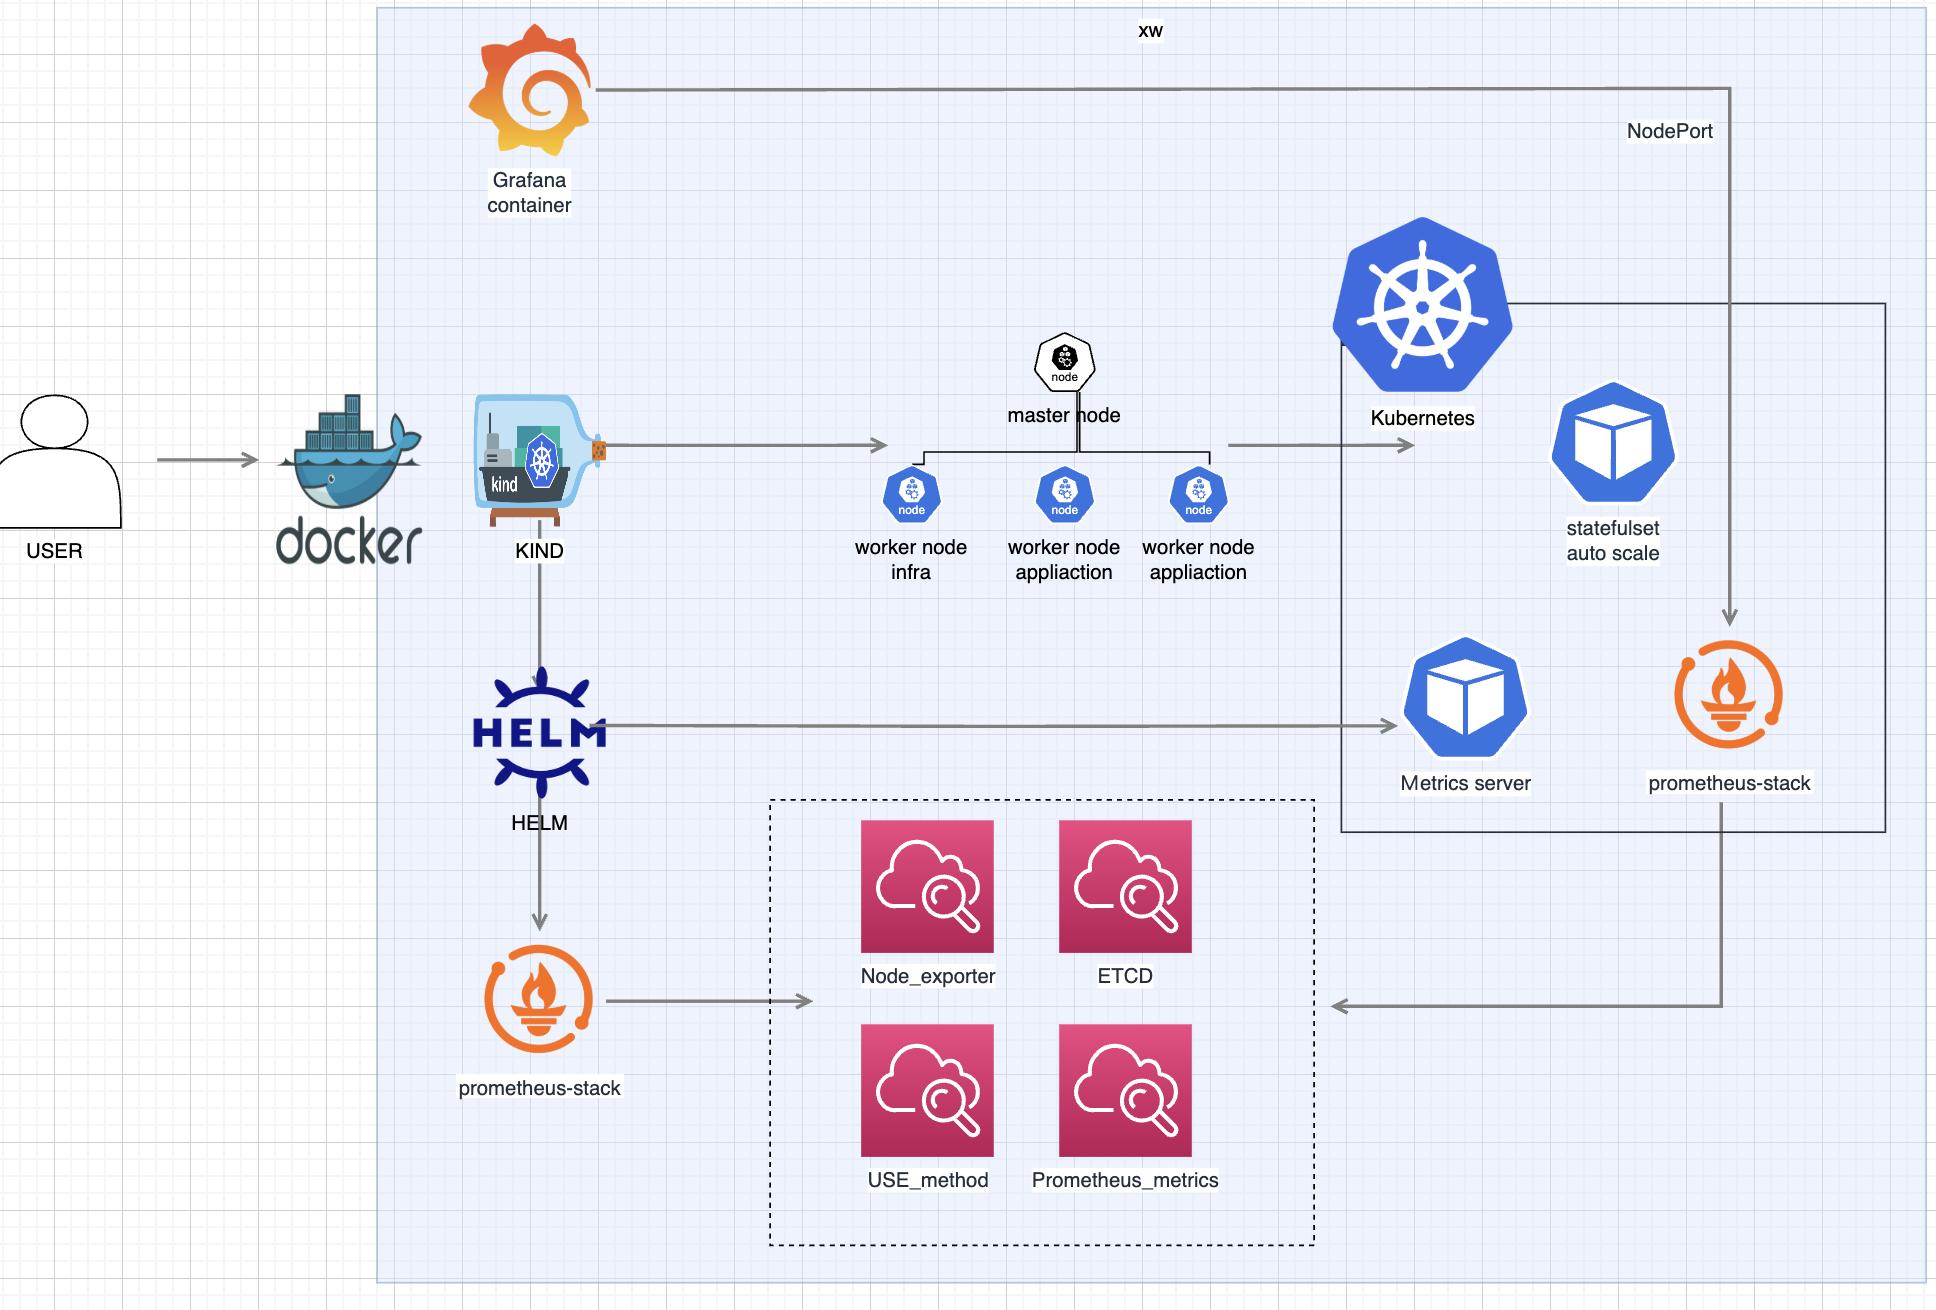 xw
NodePort
Grafana
container
node
master node
Kubernetes
USER
docker
kind
KIND
node
node
node
worker node
infra
worker node
appliaction
worker node
appliaction
statefulset
auto scale
HELM
HELM
Metrics server
prometheus-stack
Node_exporter
ETCD
prometheus-stack
USE_method
Prometheus_metrics